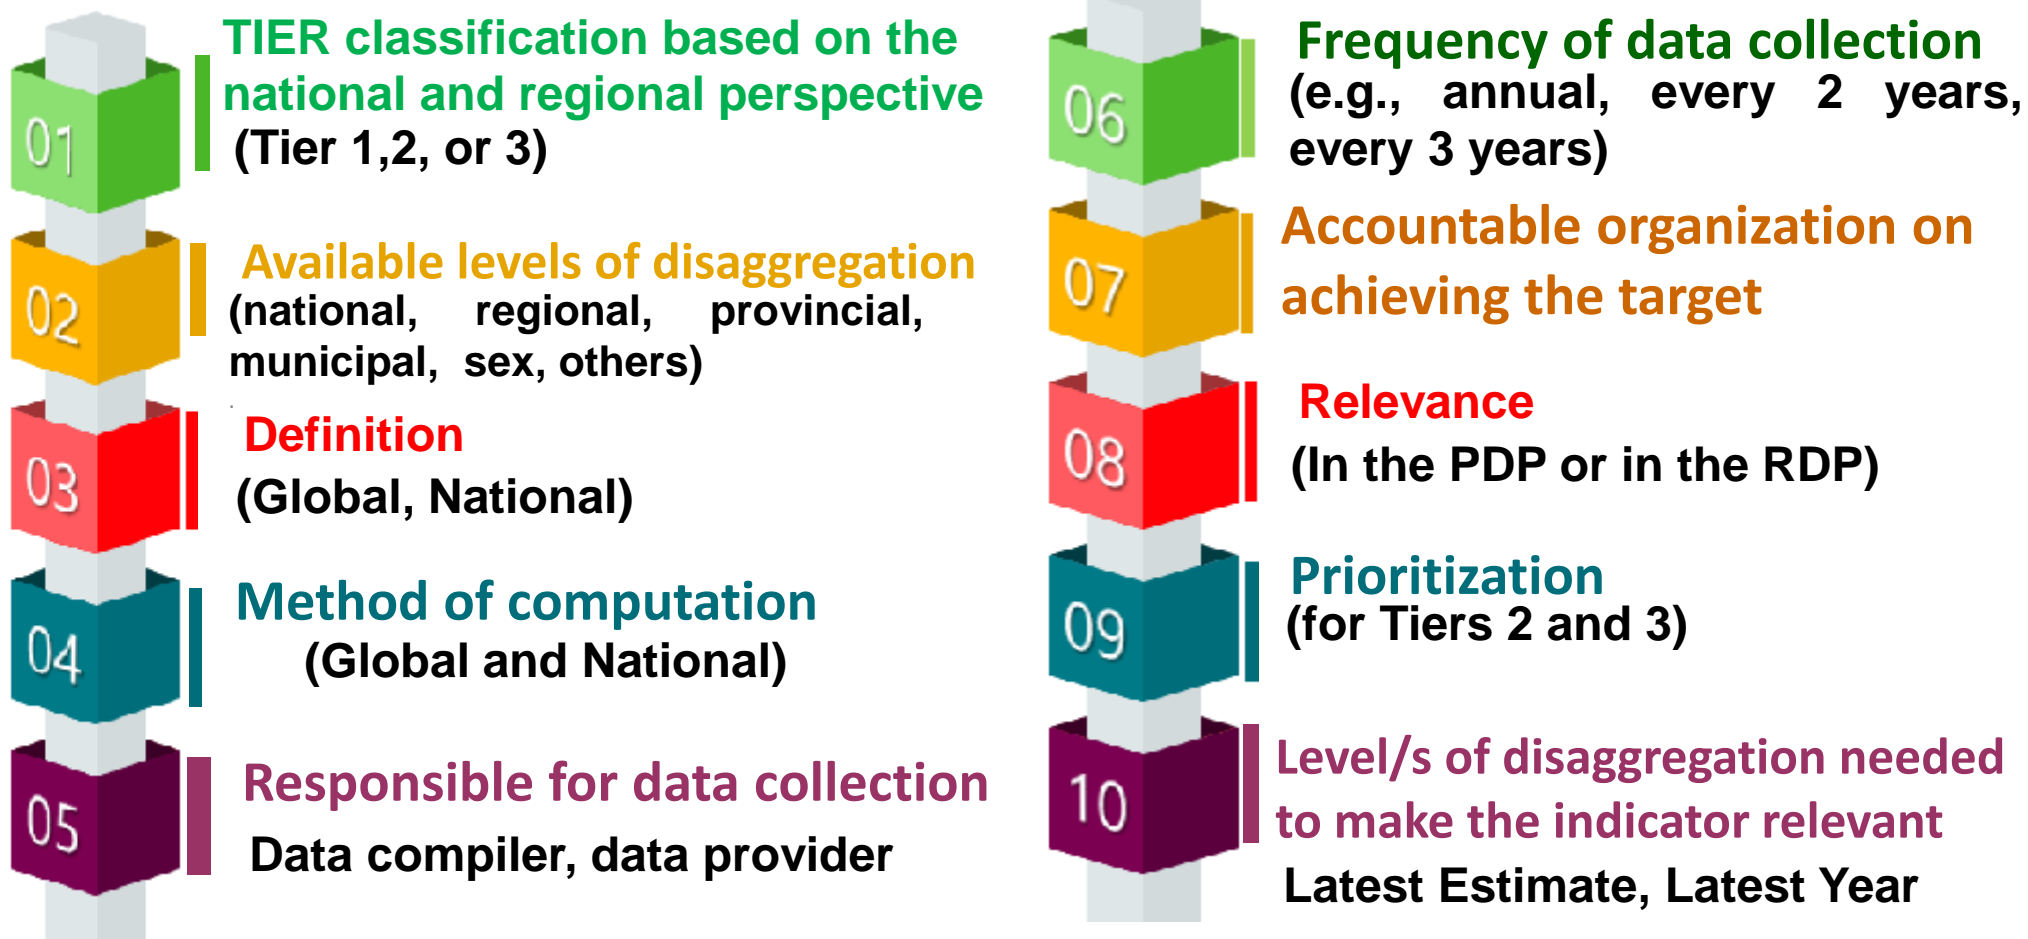 01
TIER classification based on the
national and regional perspective
(Tier 1,2, or 3)
02
Available levels of disaggregation
(national, regional, provincial,
municipal, sex, others)
.
03
Definition
(Global, National)
04
Method of computation
(Global and National)
05
Responsible for data collection
Data compiler, data provider
06
Frequency of data collection
(e.g., annual, every 2 years,
every 3 years)
07
Accountable organization on
achieving the target
08
Relevance
(In the PDP or in the RDP)
09
Prioritization
(for Tiers 2 and 3)
10
Level/s of disaggregation needed
to make the indicator relevant
Latest Estimate, Latest Year